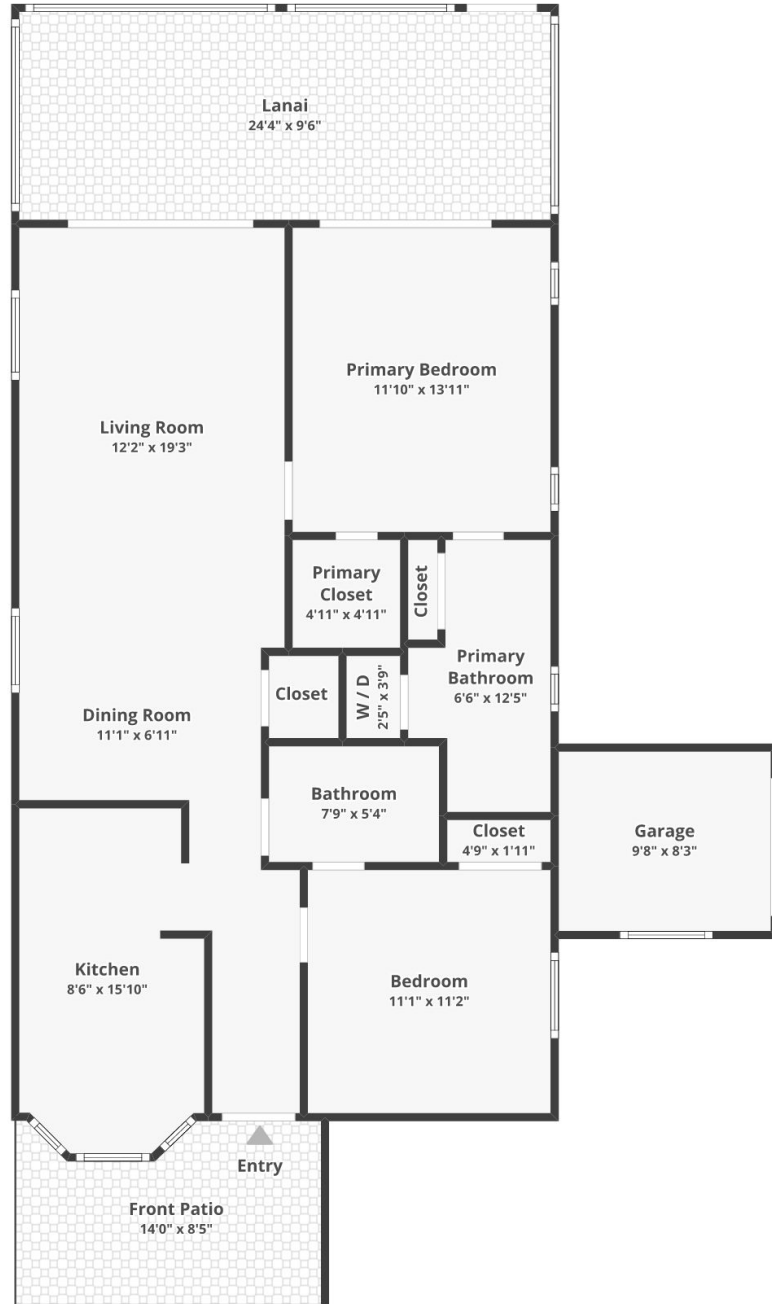 Lanai
24'4" x 9'6"
Primary Bedroom
11'10" x 13'11"
Living Room
12'2" x 19'3"
Primary
Closet
4'11" x 4'11"
Closet
Primary
Bathroom
6'6" x 12'5"
Closet
W / D
2'5" x 3'9"
Dining Room
11'1" x 6'11"
Bathroom
7'9" x 5'4"
Closet
4'9" x 1'11"
Garage
9'8" x 8'3"
Kitchen
8'6" x 15'10"
Bedroom
11'1" x 11'2"
Entry
Front Patio
14'0" x 8'5"